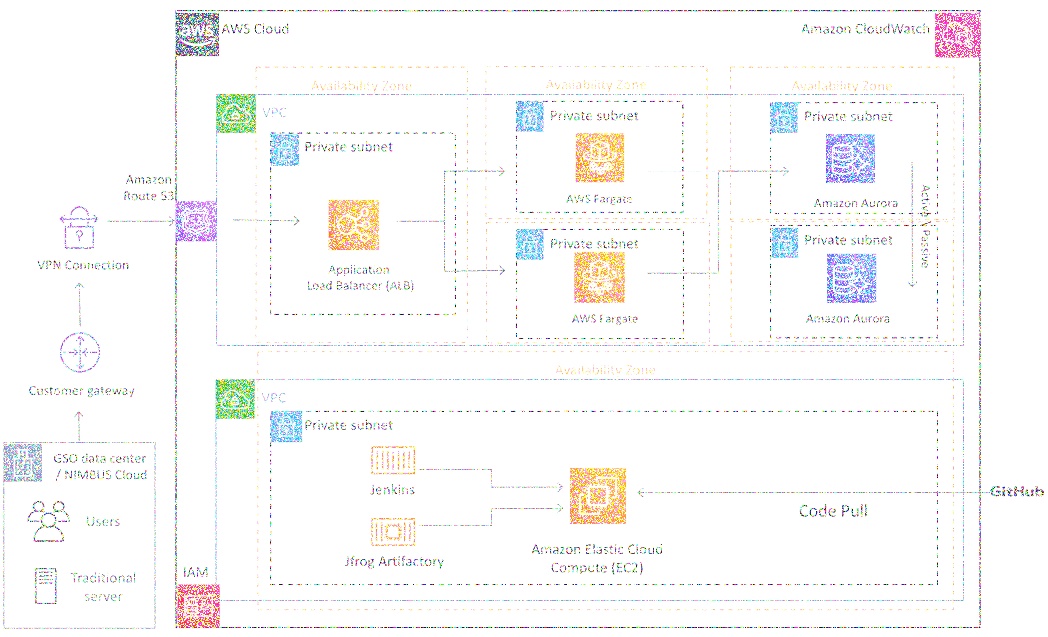 aws
AWS Cloud
Amazon CloudWatch
Availability Zone
Availability Zone
Availability Zone
VPC
Private subnet
Private subnet
Private subnet
Amazon
Route 53
AWS Fargate
Amazon Aurora
Active \ Passive
Private subnet
Private subnet
VPN Connection
Application
Load Balancer (ALB)
AWS Fargate
Amazon Aurora
Customer gateway
Availability Zone
VPC
Private subnet
GSO data center
/ NIMBUS Cloud
Jenkins
GitHub
Code Pull
Users
Jfrog Artifactory
Amazon Elastic Cloud
Compute (EC2)
IAM
Traditional
server